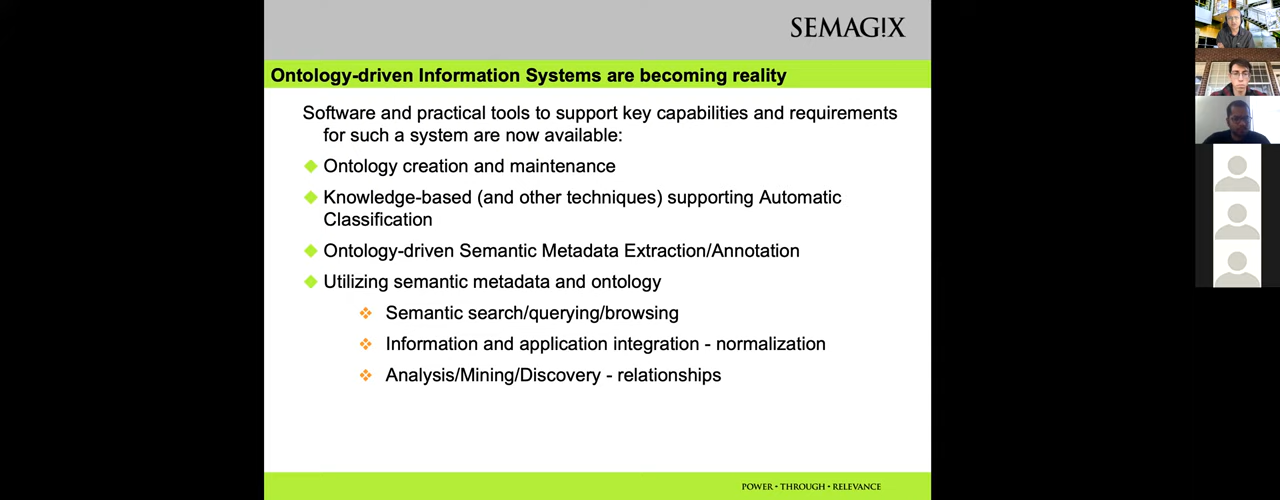 SEMAG!X
Ontology-driven Information Systems are becoming reality
Software and practical tools to support key capabilities and requirements
for such a system are now available:
Ontology creation and maintenance
Knowledge-based (and other techniques) supporting Automatic
Classification
Ontology-driven Semantic Metadata Extraction/Annotation
Utilizing semantic metadata and ontology
Semantic search/querying/browsing
Information and application integration - normalization
Analysis/Mining/Discovery - relationships
POWER • THROUGH • RELEVANCE